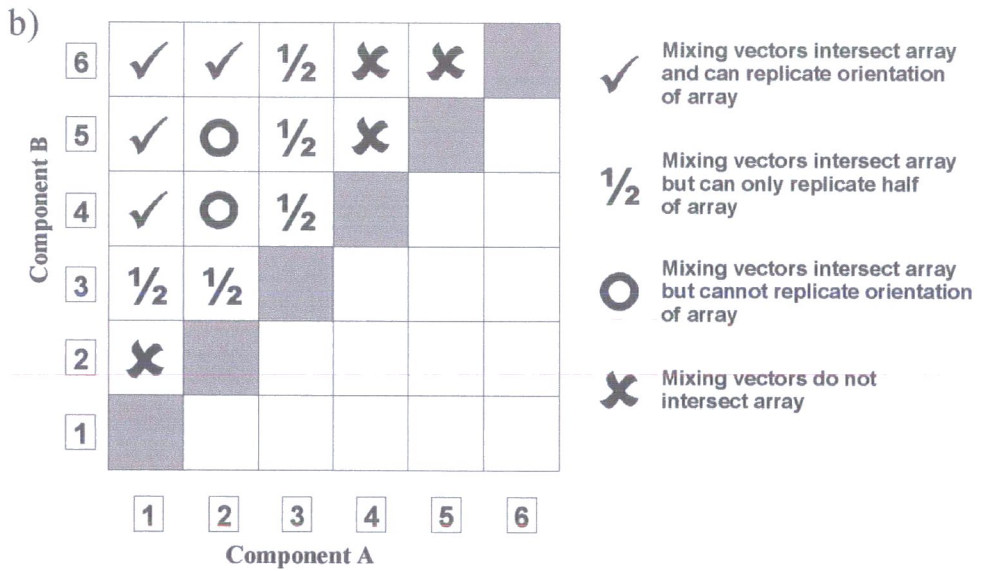 b)
6 ✓ ✓ ½ ✘ ✘
5 ✓ O ½ ✘
4 ✓ O ½
3 ½ ½
2 ✘
1
Component B
1 2 3 4 5 6
Component A
✓ Mixing vectors intersect array
and can replicate orientation
of array
½ Mixing vectors intersect array
but can only replicate half
of array
O Mixing vectors intersect array
but cannot replicate orientation
of array
✘ Mixing vectors do not
intersect array